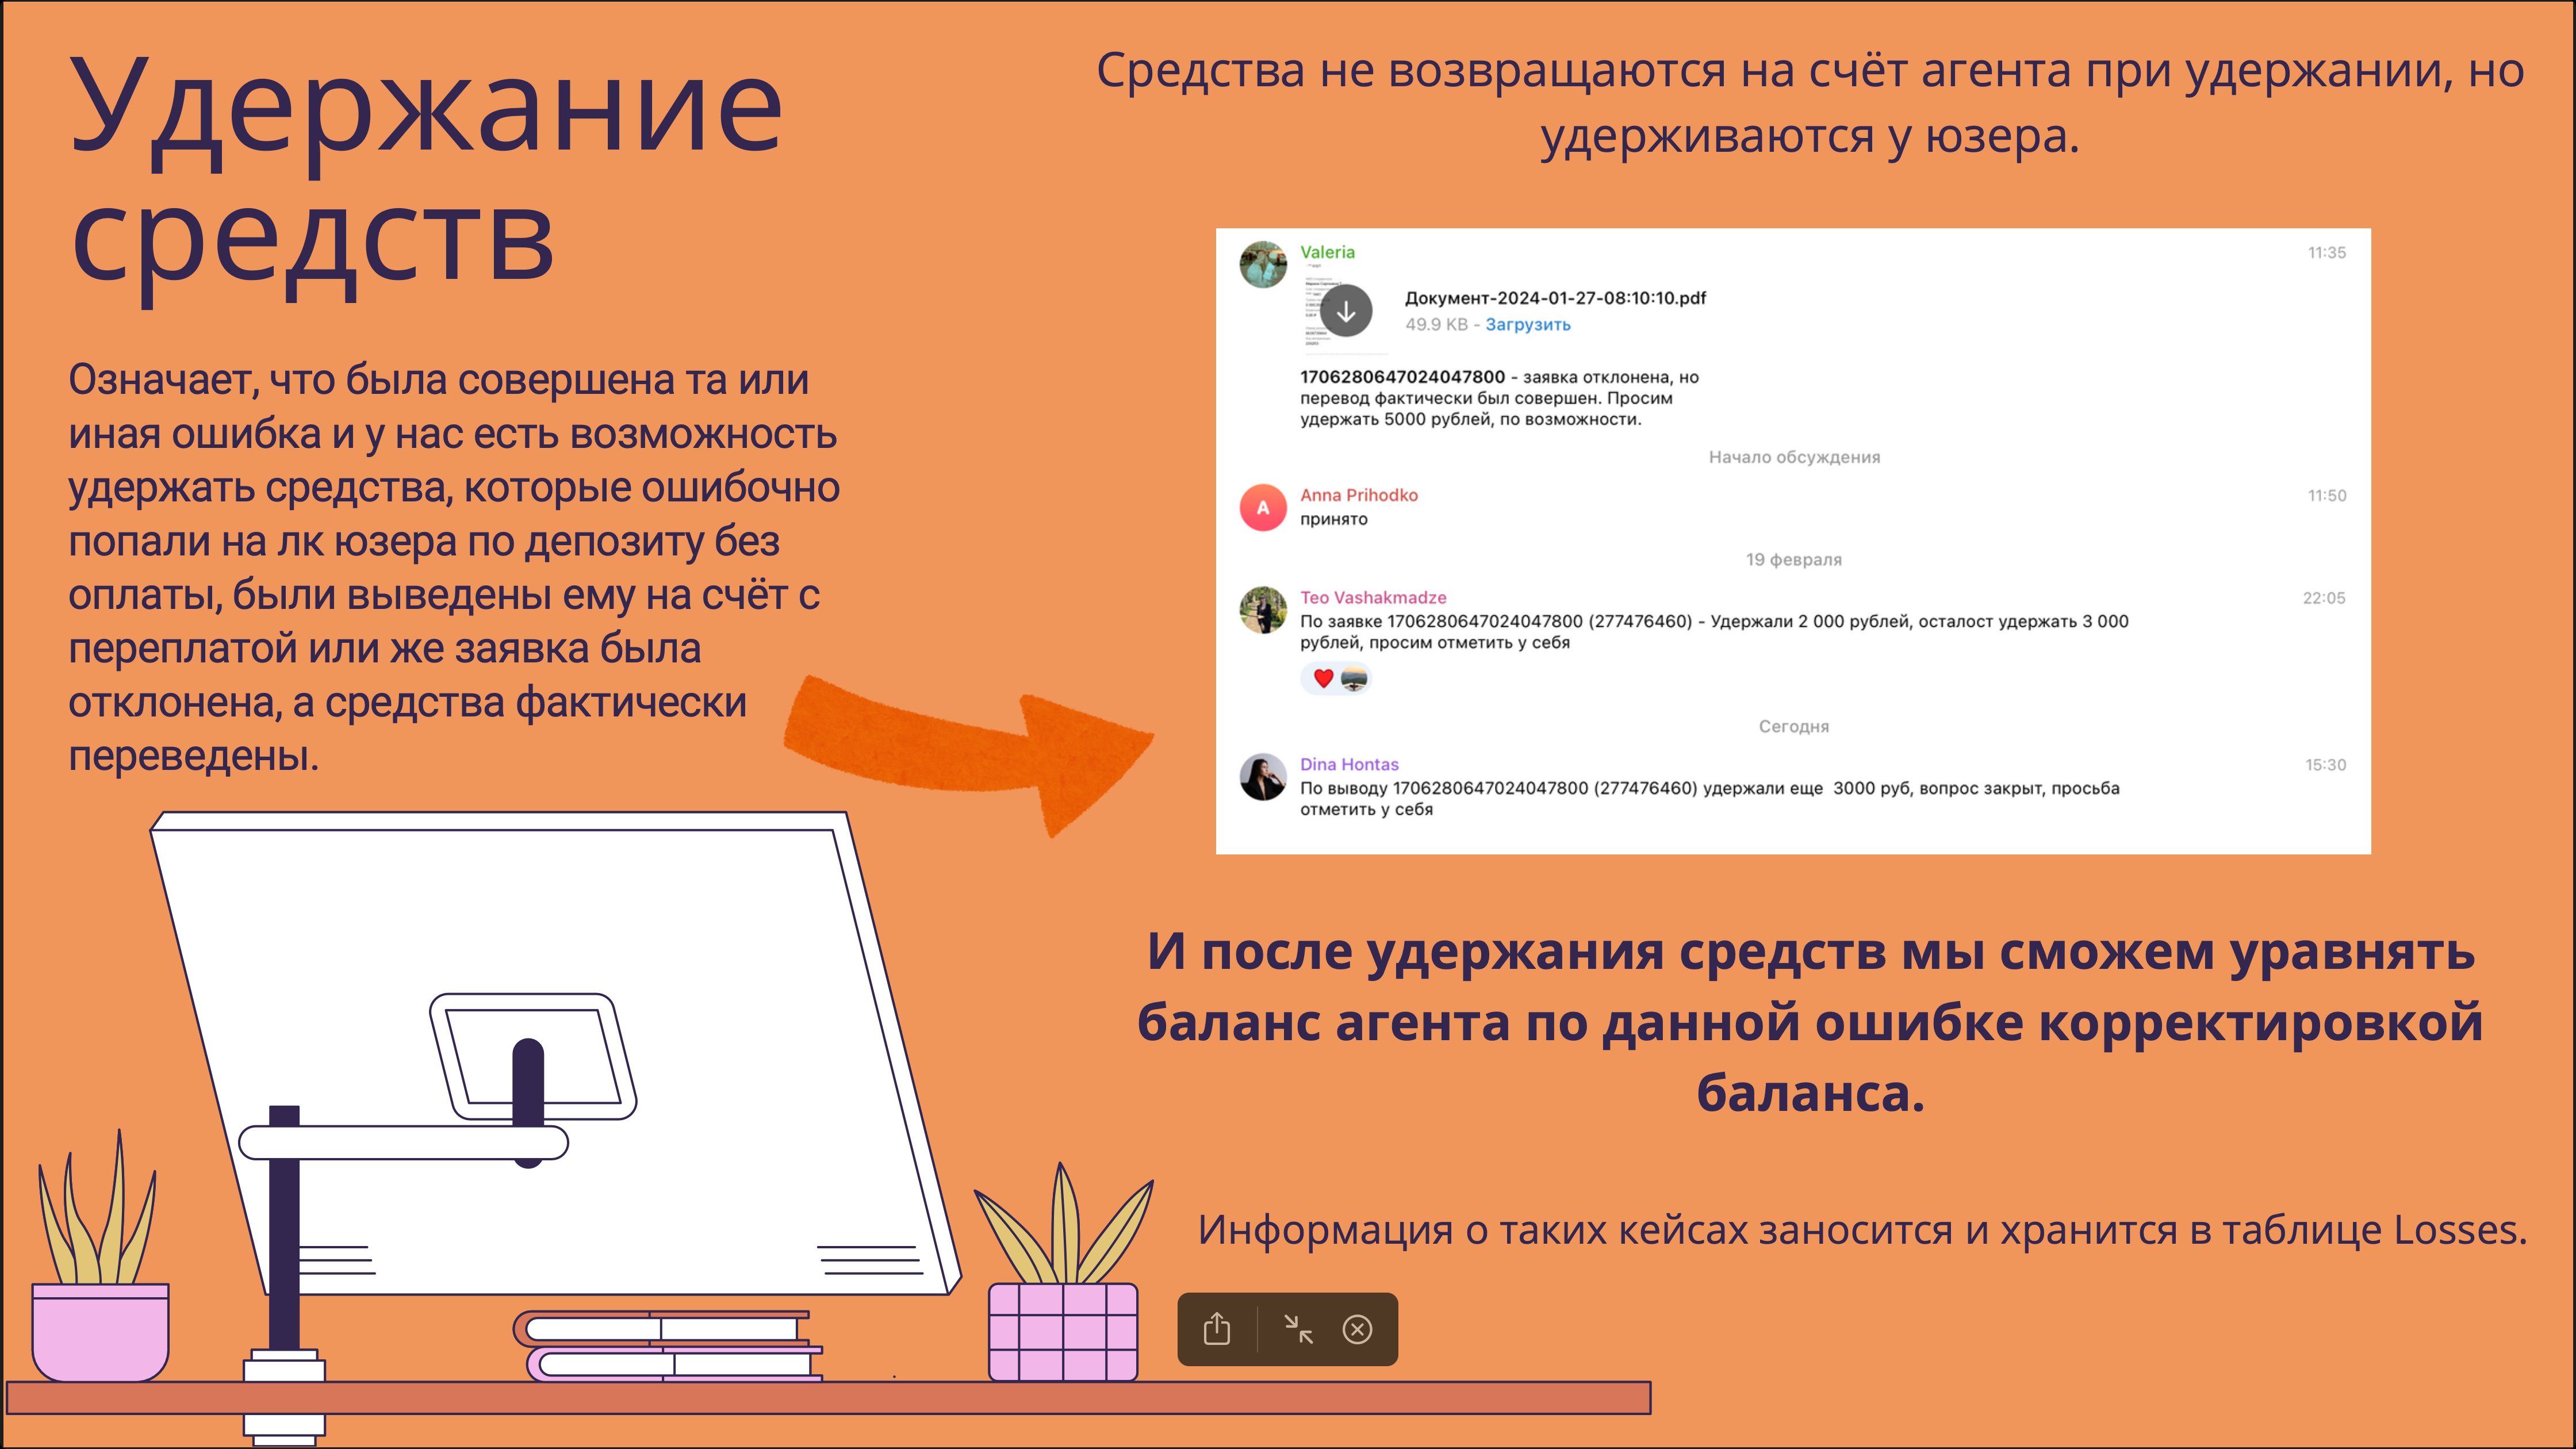 Удержание
средств
Означает, что была совершена та или
иная ошибка и у нас есть возможность
удержать средства, которые ошибочно
попали на лк юзера по депозиту без
оплаты, были выведены ему на счёт с
переплатой или же заявка была
отклонена, а средства фактически
переведены.
Средства не возвращаются на счёт агента при удержании, но
удерживаются у юзера.
Valeria 11:35
Документ-2024-01-27-08:10:10.pdf
49.9 KB - Загрузить
1706280647024047800 - заявка отклонена, но
перевод фактически был совершен. Просим
удержать 5000 рублей, по возможности.
Начало обсуждения
A
Anna Prihodko 11:50
принято
19 февраля
Teo Vashakmadze 22:05
По заявке 1706280647024047800 (277476460) - Удержали 2 000 рублей, осталост удержать 3 000
рублей, просим отметить у себя
Сегодня
Dina Hontas 15:30
По выводу 1706280647024047800 (277476460) удержали еще  3000 руб, вопрос закрыт, просьба
отметить у себя
И после удержания средств мы сможем уравнять
баланс агента по данной ошибке корректировкой
баланса.
Информация о таких кейсах заносится и хранится в таблице Losses.